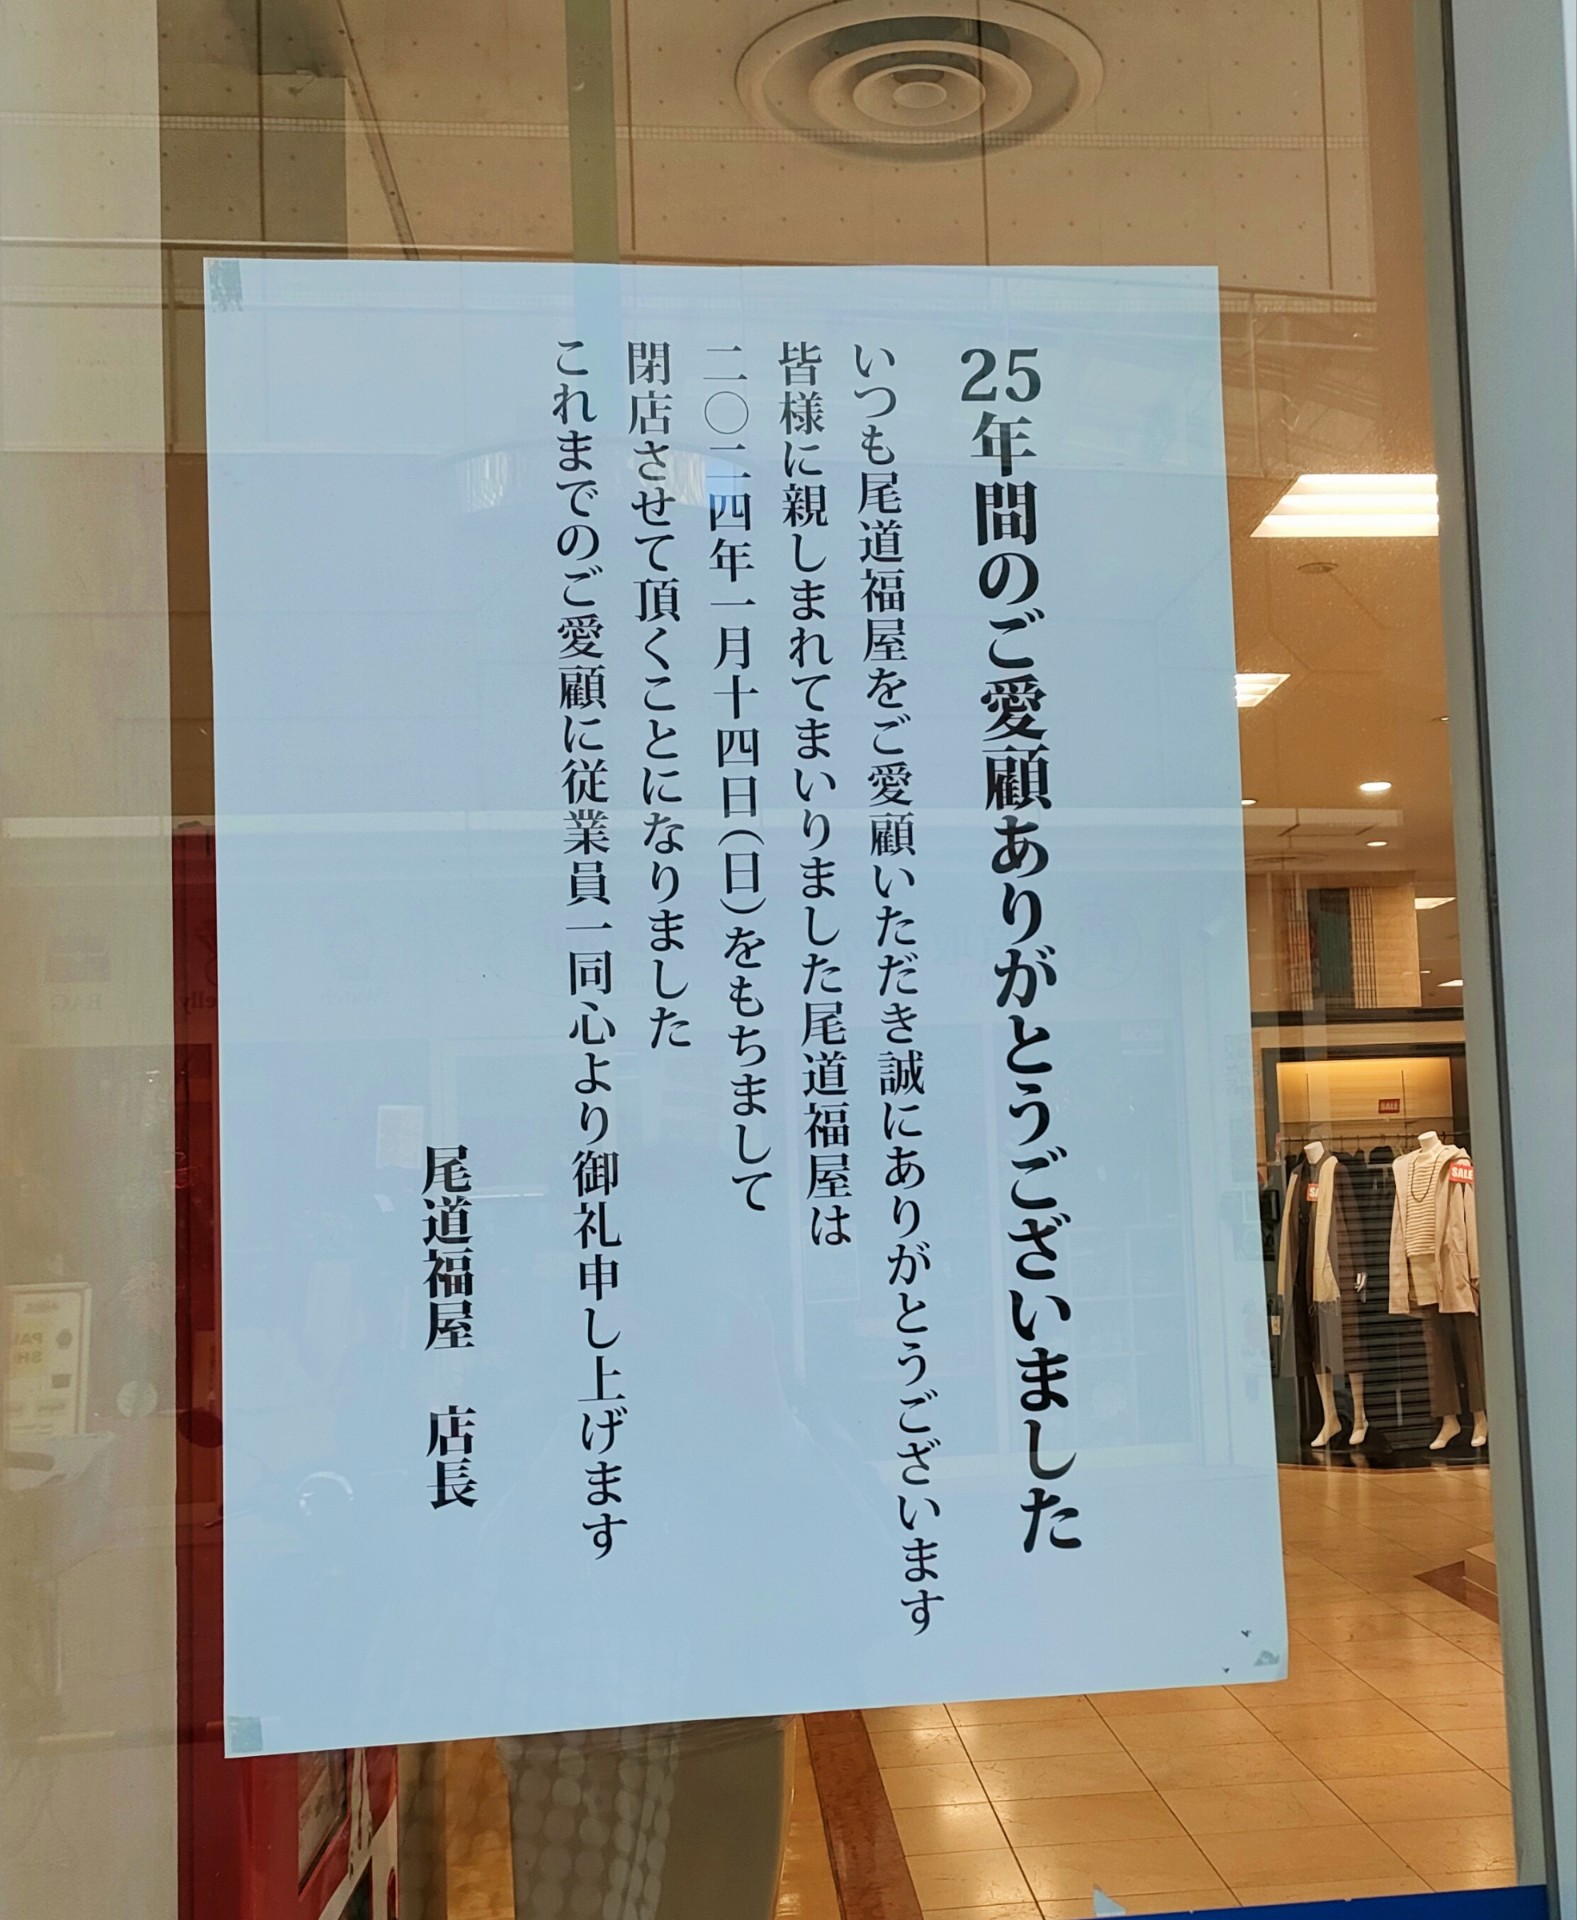 25年間のご愛顧ありがとうございました
いつも尾道福屋をご愛顧いただき誠にありがとうございます
皆様に親しまれてまいりました尾道福屋は
二〇二四年一月十四日(日)をもちまして
閉店させて頂くことになりました
これまでのご愛顧に従業員一同心より御礼申し上げます
尾道福屋 店長
SALE
SALE